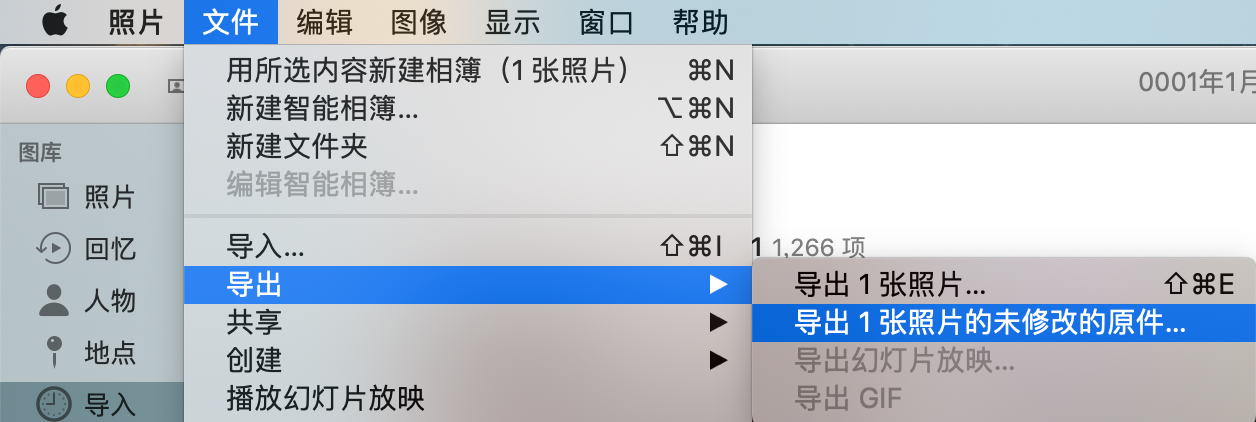 照片 文件 编辑 图像 显示 窗口 帮助
0001年1月
用所选内容新建相簿（1 张照片） ⌘N
新建智能相簿... ⌥⌘N
新建文件夹 ⇧⌘N
编辑智能相簿...
图库
照片
回忆
人物
地点
导入
导入... ⇧⌘I
1 1,266 项
导出 ▶
导出 1 张照片... ⇧⌘E
共享 ▶
导出 1 张照片的未修改的原件...
创建 ▶
导出幻灯片放映...
播放幻灯片放映
导出 GIF